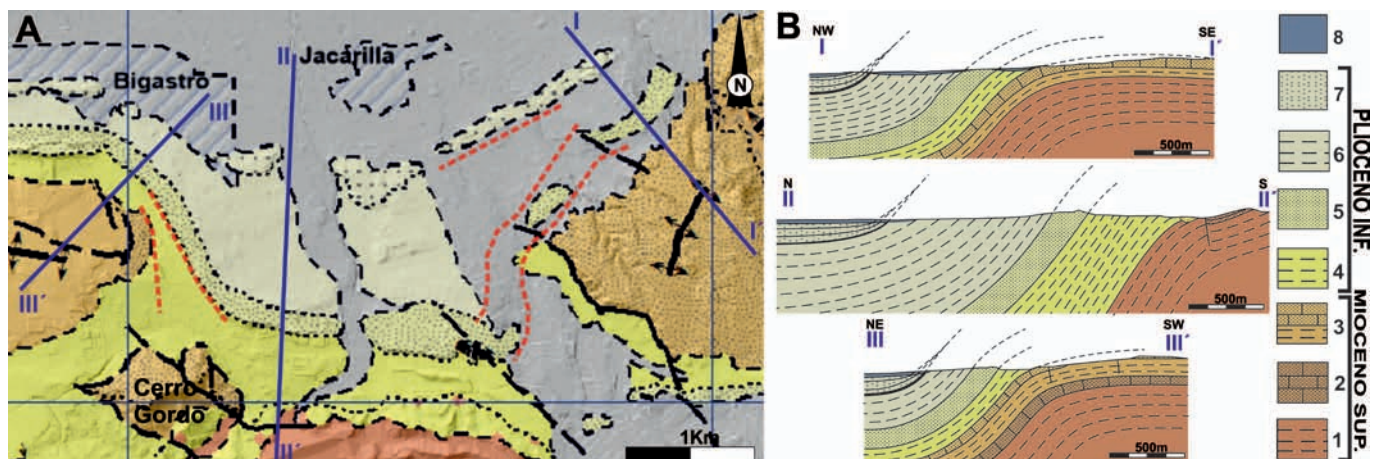 A
Bigastro
III
II
Jacarilla
I
N
I´
III´
Cerro
Gordo
II´
1Km
B
NW
I
SE
I´
500m
N
II
S
II´
500m
NE
III
SW
III´
500m
8
7
6
5
4
3
2
1
PLIOCENO INF.
MIOCENO SUP.